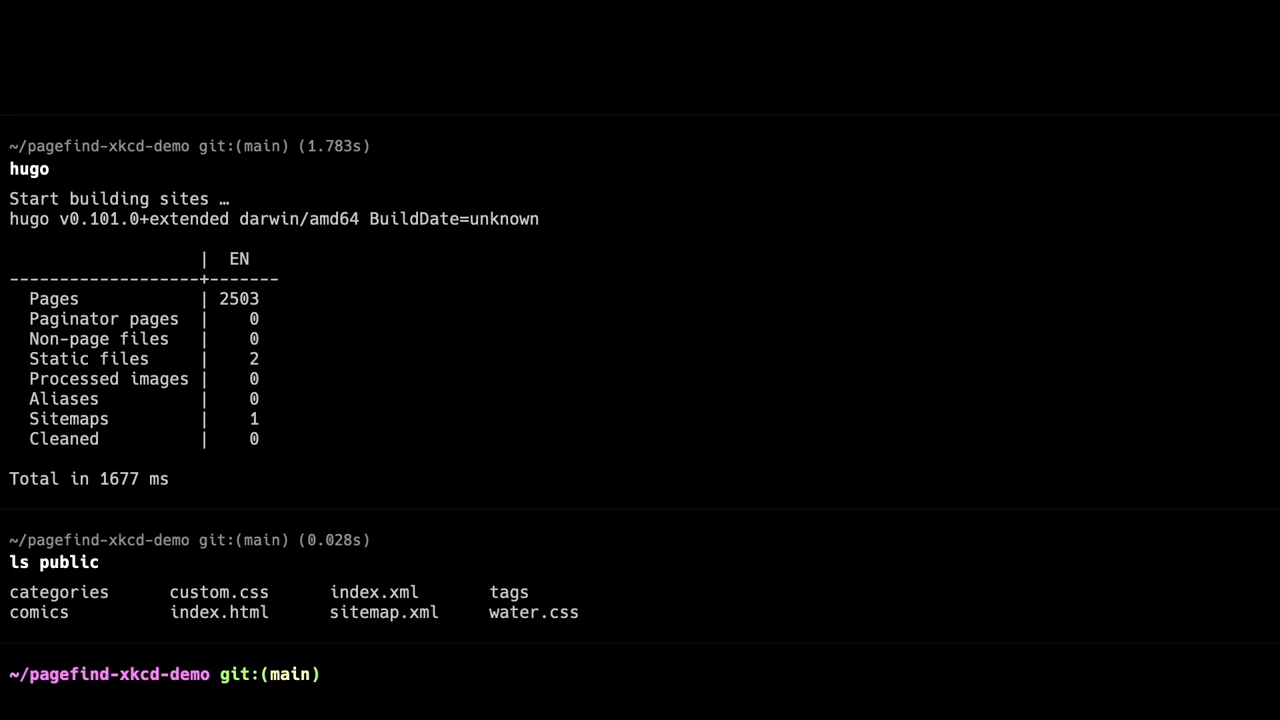 ~/pagefind-xkcd-demo git:(main) (1.783s)
hugo
Start building sites …
hugo v0.101.0+extended darwin/amd64 BuildDate=unknown
                   |  EN
-------------------+-------
  Pages            | 2503
  Paginator pages  |    0
  Non-page files   |    0
  Static files     |    2
  Processed images |    0
  Aliases          |    0
  Sitemaps         |    1
  Cleaned          |    0
Total in 1677 ms
~/pagefind-xkcd-demo git:(main) (0.028s)
ls public
categories      custom.css      index.xml       tags
comics          index.html      sitemap.xml     water.css
~/pagefind-xkcd-demo git:(main)